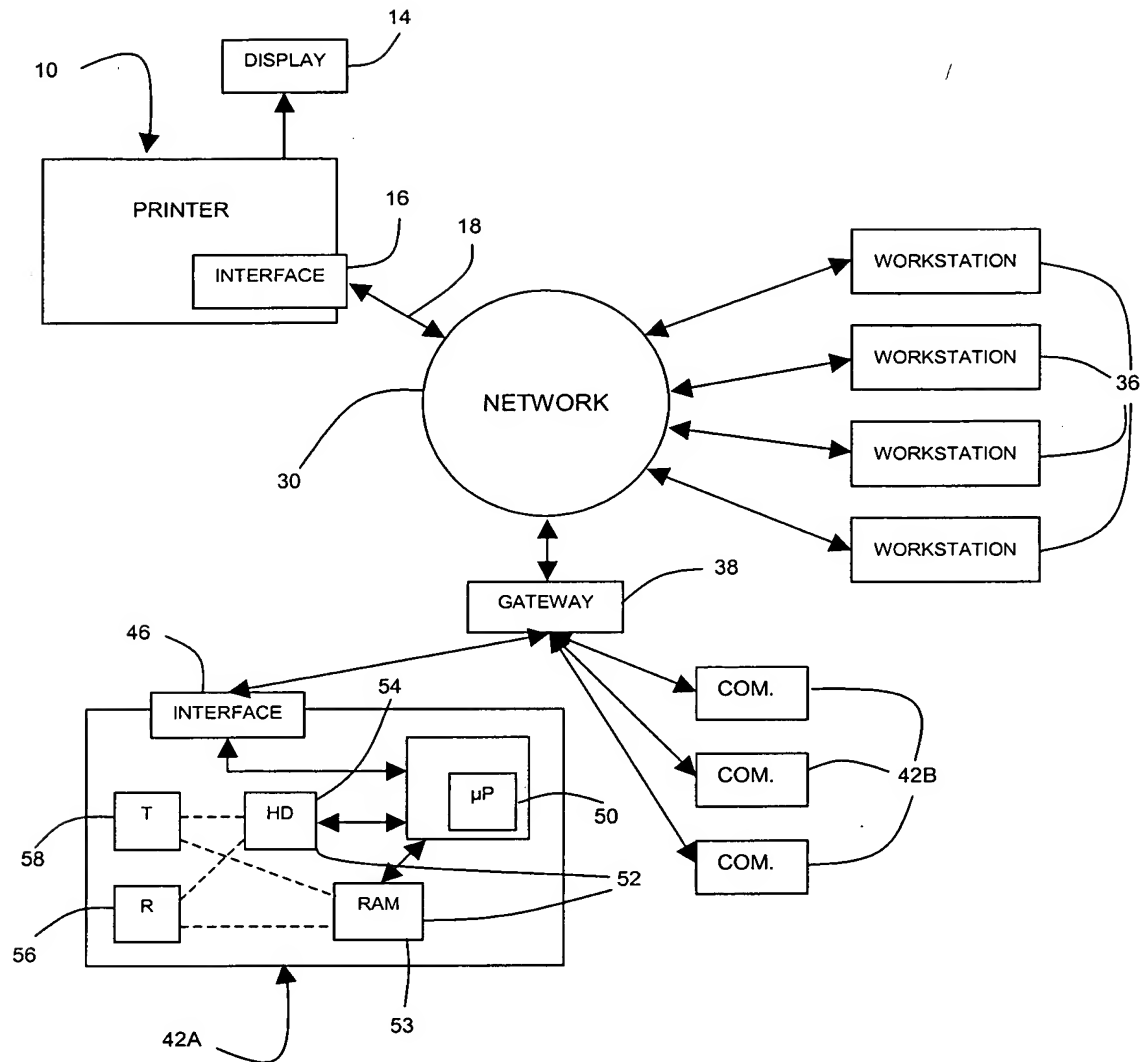 14
DISPLAY
10
PRINTER
16
INTERFACE
18
WORKSTATION
WORKSTATION
36
NETWORK
WORKSTATION
30
WORKSTATION
38
GATEWAY
46
54
COM.
INTERFACE
µP
COM.
42B
50
T
HD
58
COM.
52
R
RAM
56
53
42A